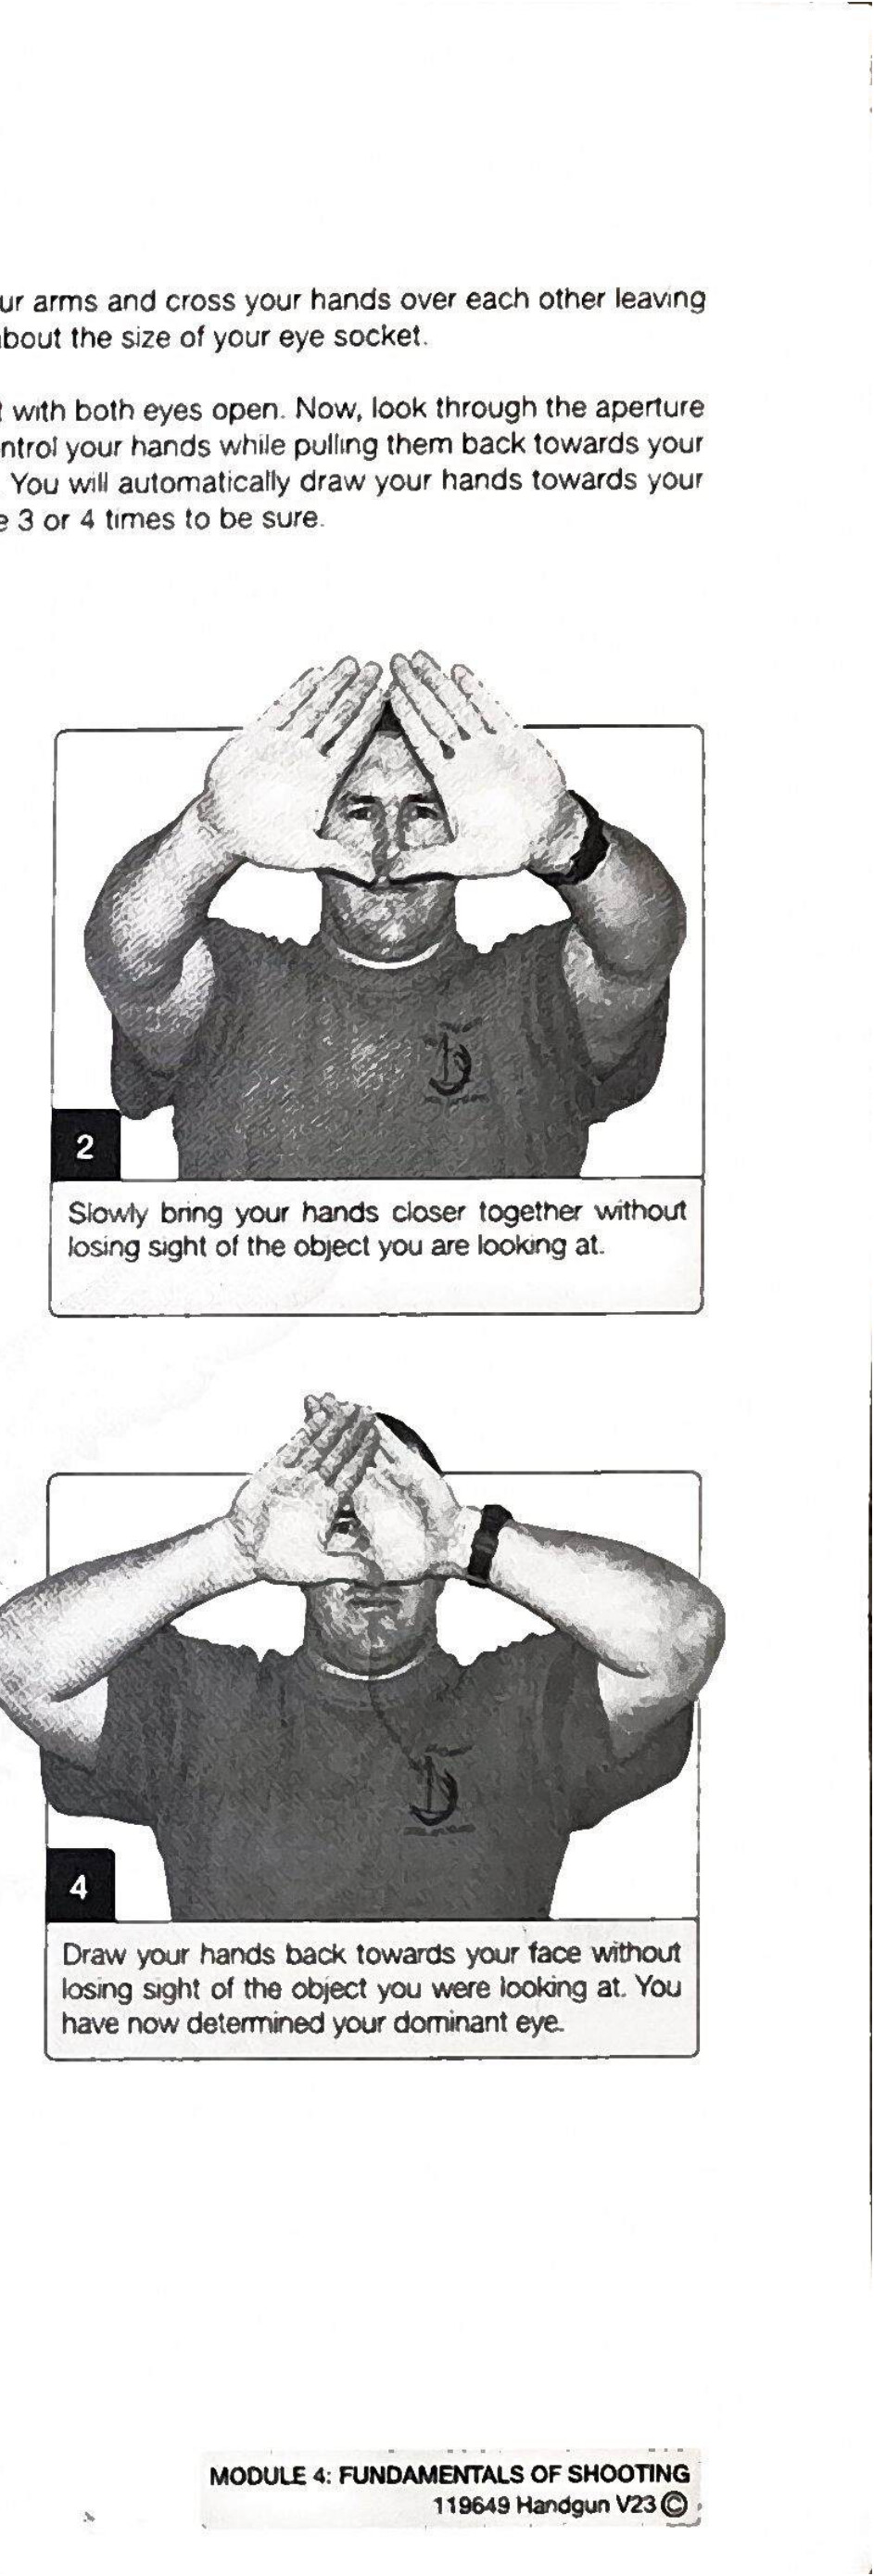 ur arms and cross your hands over each other leaving
bout the size of your eye socket.
with both eyes open. Now, look through the aperture
ntrol your hands while pulling them back towards your
You will automatically draw your hands towards your
e 3 or 4 times to be sure.
2
Slowly bring your hands closer together without
losing sight of the object you are looking at.
4
Draw your hands back towards your face without
losing sight of the object you were looking at. You
have now determined your dominant eye.
MODULE 4: FUNDAMENTALS OF SHOOTING
119649 Handgun V23 ©